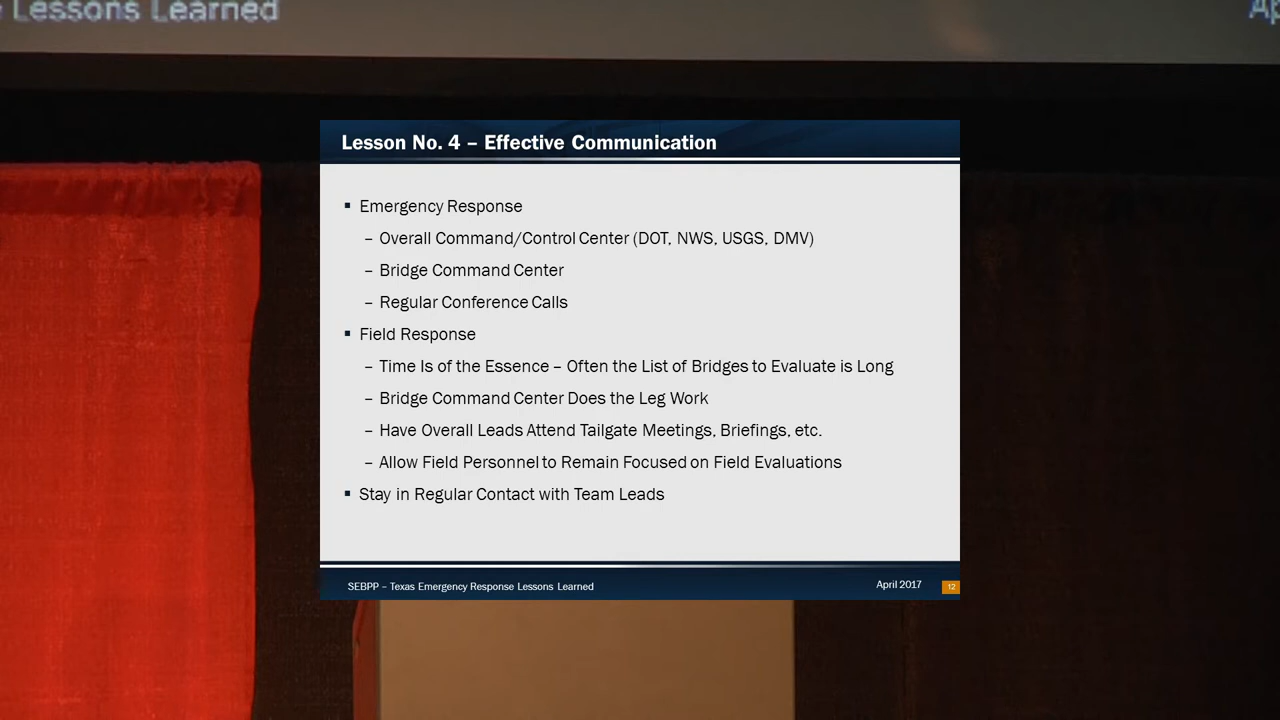 Lessons Learned
Lesson No. 4 – Effective Communication
▪ Emergency Response
– Overall Command/Control Center (DOT, NWS, USGS, DMV)
– Bridge Command Center
– Regular Conference Calls
▪ Field Response
– Time Is of the Essence – Often the List of Bridges to Evaluate is Long
– Bridge Command Center Does the Leg Work
– Have Overall Leads Attend Tailgate Meetings, Briefings, etc.
– Allow Field Personnel to Remain Focused on Field Evaluations
▪ Stay in Regular Contact with Team Leads
SEBPP – Texas Emergency Response Lessons Learned
April 2017
12